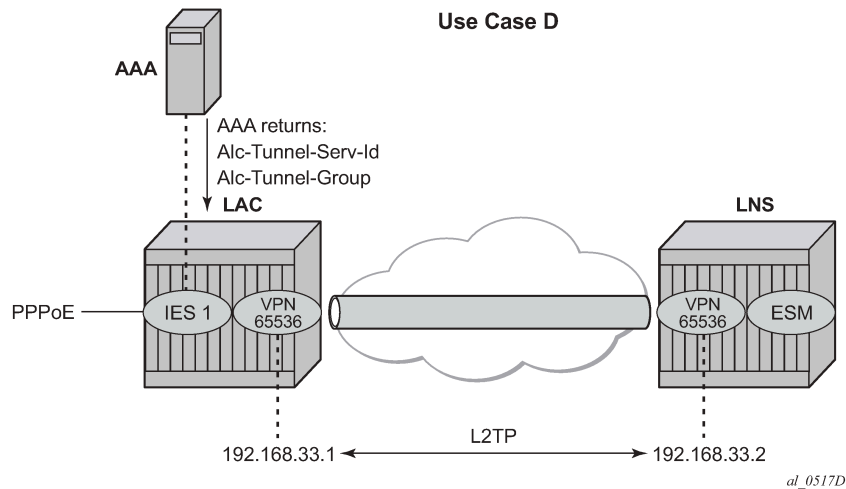 Use Case D
AAA
AAA returns:
Alc-Tunnel-Serv-Id
Alc-Tunnel-Group
LAC
LNS
PPPoE
IES 1
VPN
65536
VPN
65536
ESM
L2TP
192.168.33.1
192.168.33.2
al_0517D